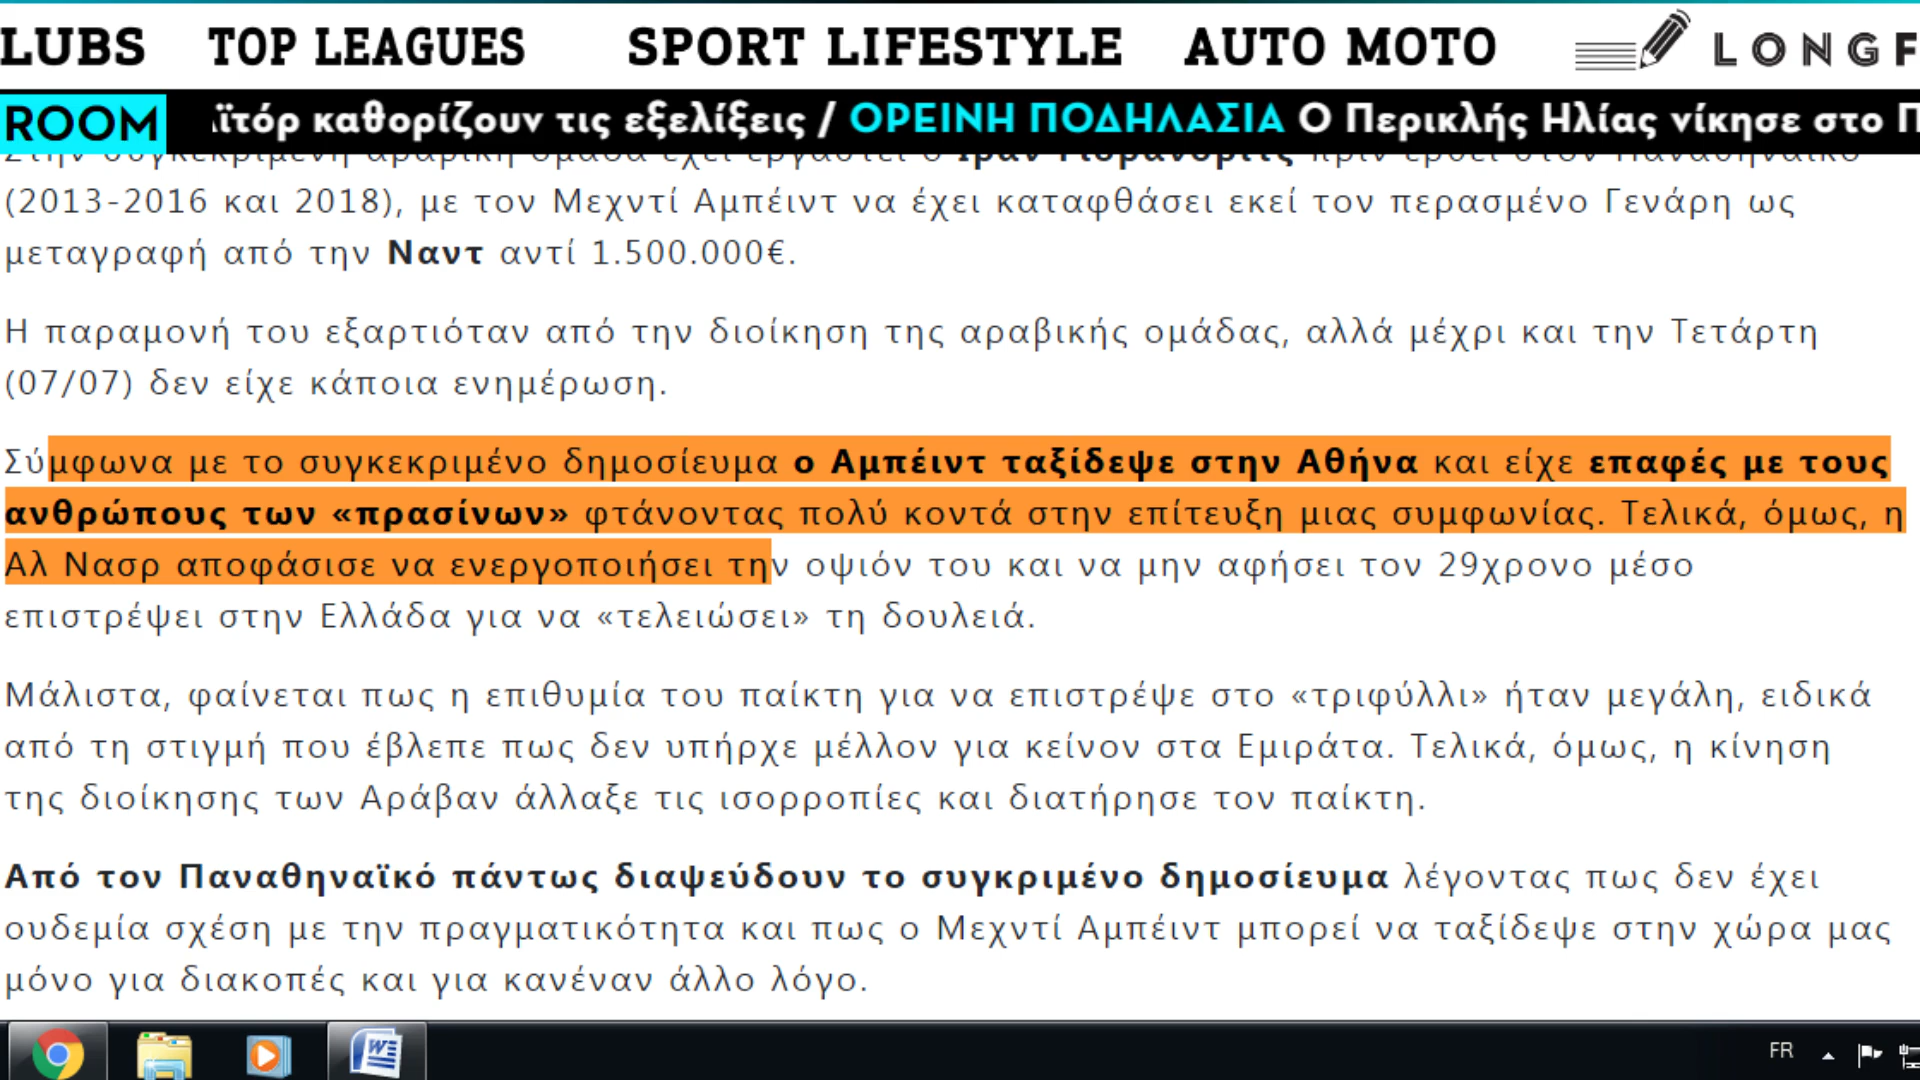 LUBS TOP LEAGUES SPORT LIFESTYLE AUTO MOTO LONGF
ROOM ϊτόρ καθορίζουν τις εξελίξεις / ΟΡΕΙΝΗ ΠΟΔΗΛΑΣΙΑ Ο Περικλής Ηλίας νίκησε στο Π
(2013-2016 και 2018), με τον Μεχντί Αμπέιντ να έχει καταφθάσει εκεί τον περασμένο Γενάρη ως
μεταγραφή από την Ναντ αντί 1.500.000€.
Η παραμονή του εξαρτιόταν από την διοίκηση της αραβικής ομάδας, αλλά μέχρι και την Τετάρτη
(07/07) δεν είχε κάποια ενημέρωση.
Σύμφωνα με το συγκεκριμένο δημοσίευμα ο Αμπέιντ ταξίδεψε στην Αθήνα και είχε επαφές με τους
ανθρώπους των «πρασίνων» φτάνοντας πολύ κοντά στην επίτευξη μιας συμφωνίας. Τελικά, όμως, η
Αλ Νασρ αποφάσισε να ενεργοποιήσει την οψιόν του και να μην αφήσει τον 29χρονο μέσο
επιστρέψει στην Ελλάδα για να «τελειώσει» τη δουλειά.
Μάλιστα, φαίνεται πως η επιθυμία του παίκτη για να επιστρέψε στο «τριφύλλι» ήταν μεγάλη, ειδικά
από τη στιγμή που έβλεπε πως δεν υπήρχε μέλλον για κείνον στα Εμιράτα. Τελικά, όμως, η κίνηση
της διοίκησης των Αράβαν άλλαξε τις ισορροπίες και διατήρησε τον παίκτη.
Από τον Παναθηναϊκό πάντως διαψεύδουν το συγκριμένο δημοσίευμα λέγοντας πως δεν έχει
ουδεμία σχέση με την πραγματικότητα και πως ο Μεχντί Αμπέιντ μπορεί να ταξίδεψε στην χώρα μας
μόνο για διακοπές και για κανέναν άλλο λόγο.
FR